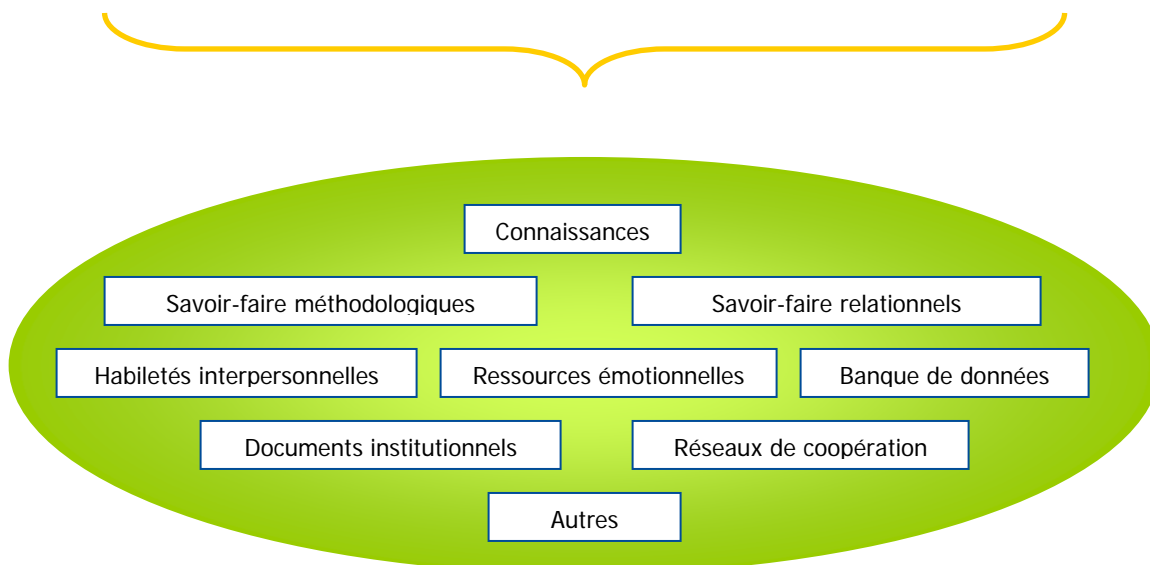 Connaissances
Savoir-faire méthodologiques
Savoir-faire relationnels
Habiletés interpersonnelles
Ressources émotionnelles
Banque de données
Documents institutionnels
Réseaux de coopération
Autres